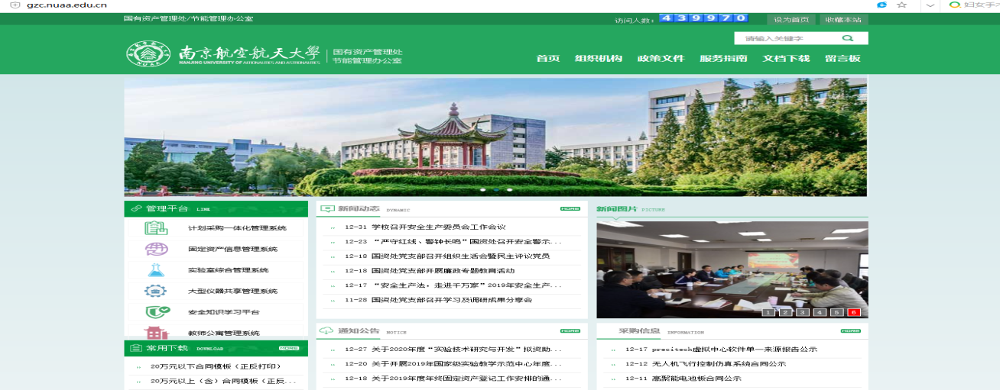 gzc.nuaa.edu.cn
妇女手
国有资产管理处/节能管理办公室
访问人数: 439970
设为首页 收藏本站
请输入关键字
南京航空航天大學
NANJING UNIVERSITY OF AERONAUTICS AND ASTRONAUTICS
国有资产管理处
节能管理办公室
NUAA
首页 组织机构 政策文件 服务指南 文档下载 留言板
管理平台 LINK
计划采购一体化管理系统
固定资产信息管理系统
实验室综合管理系统
大型仪器共享管理系统
安全知识学习平台
教师公寓管理系统
常用下载 DOWNLOAD MORE
20万元以下合同模板（正反打印）
20万元以上（含）合同模板（正反...
新闻动态 DYNAMIC MORE
12-31 学校召开安全生产委员会工作会议
12-23 “严守红线、警钟长鸣”国资处召开安全警示...
12-18 国资处党支部召开组织生活会暨民主评议党员
12-18 国资处党支部开展廉政专题教育活动
12-17 “安全生产法，走进千万家”2019年安全生产...
11-28 国资处党支部召开学习及调研成果分享会
新闻图片 PICTURE
1 2 3 4 5 6
通知公告 NOTICE MORE
12-27 关于2020年度“实验技术研究与开发”拟资助...
12-20 关于开展2019年国家级实验教学示范中心年度...
12-18 关于2019年度年终固定资产登记工作安排的通...
采购信息 INFORMATION MORE
12-17 precitech虚拟中心软件单一来源报告公示
12-12 无人机飞行控制仿真系统合同公示
12-11 高聚能电池板合同公示